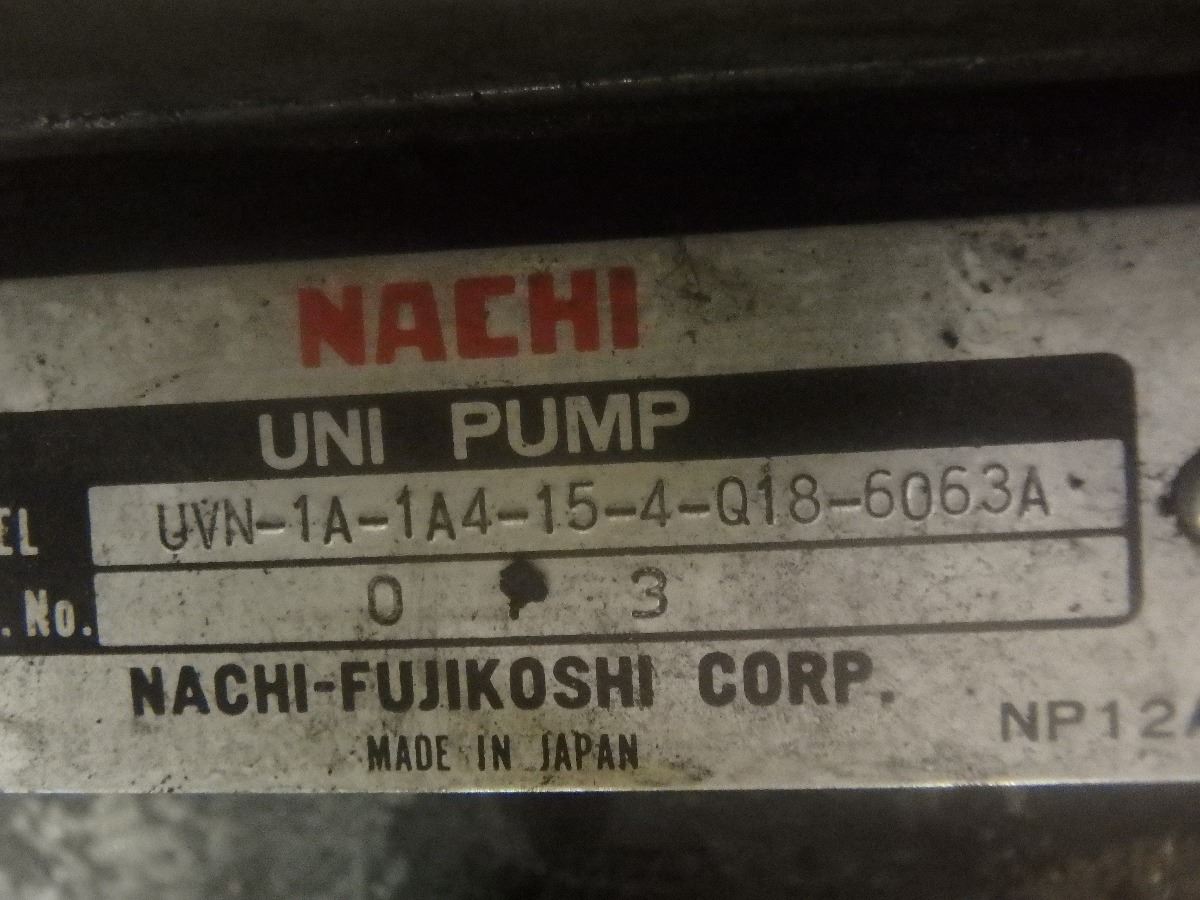 NACHI
UNI PUMP
EL UVN-1A-1A4-15-4-Q18-6063A
. No. 0 3
NACHI-FUJIKOSHI CORP.
MADE IN JAPAN
NP12A